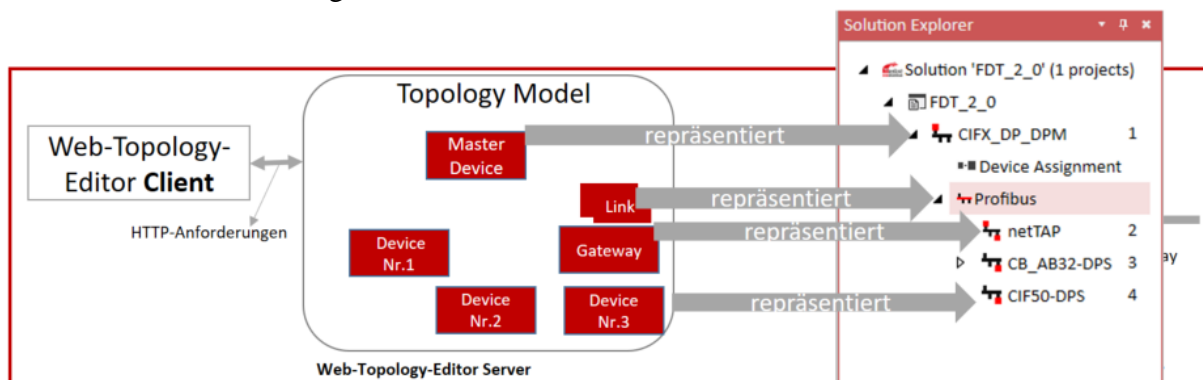 Solution Explorer
Solution 'FDT_2_0' (1 projects)
FDT_2_0
CIFX_DP_DPM 1
Device Assignment
Profibus
netTAP 2
CB_AB32-DPS 3
CIF50-DPS 4
Topology Model
Web-Topology-
Editor Client
HTTP-Anforderungen
Master
Device
Link
Gateway
Device
Nr.1
Device
Nr.2
Device
Nr.3
repräsentiert
repräsentiert
repräsentiert
repräsentiert
Web-Topology-Editor Server
ay